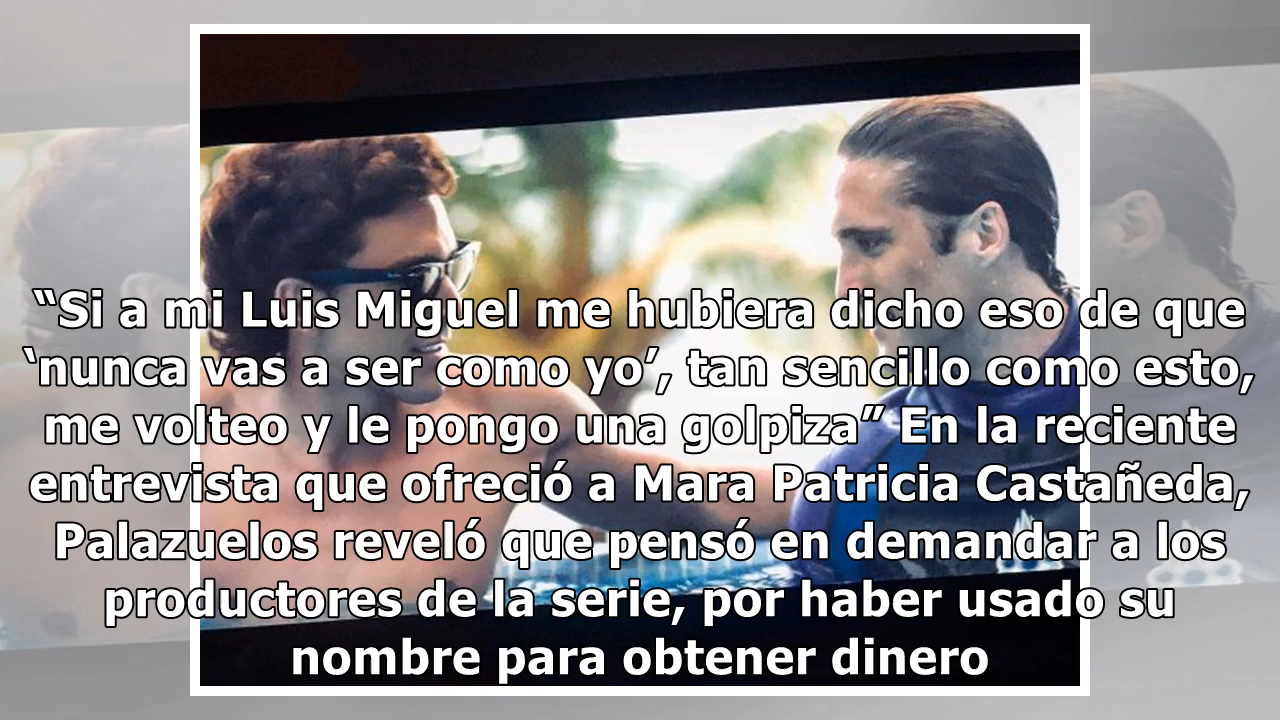 “Si a mi Luis Miguel me hubiera dicho eso de que
‘nunca vas a ser como yo’, tan sencillo como esto,
me volteo y le pongo una golpiza” En la reciente
entrevista que ofreció a Mara Patricia Castañeda,
Palazuelos reveló que pensó en demandar a los
productores de la serie, por haber usado su
nombre para obtener dinero